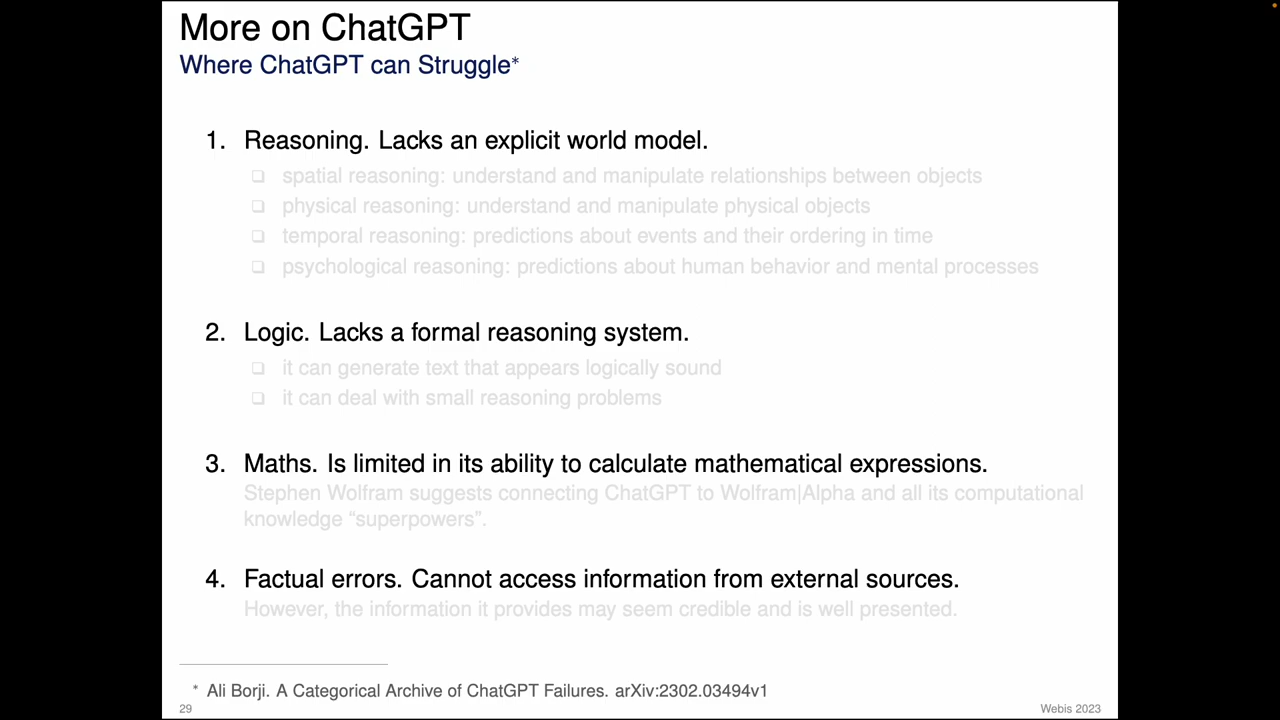 More on ChatGPT
Where ChatGPT can Struggle*
1. Reasoning. Lacks an explicit world model.
❑ spatial reasoning: understand and manipulate relationships between objects
❑ physical reasoning: understand and manipulate physical objects
❑ temporal reasoning: predictions about events and their ordering in time
❑ psychological reasoning: predictions about human behavior and mental processes
2. Logic. Lacks a formal reasoning system.
❑ it can generate text that appears logically sound
❑ it can deal with small reasoning problems
3. Maths. Is limited in its ability to calculate mathematical expressions.
Stephen Wolfram suggests connecting ChatGPT to Wolfram|Alpha and all its computational
knowledge “superpowers”.
4. Factual errors. Cannot access information from external sources.
However, the information it provides may seem credible and is well presented.
* Ali Borji. A Categorical Archive of ChatGPT Failures. arXiv:2302.03494v1
29 Webis 2023